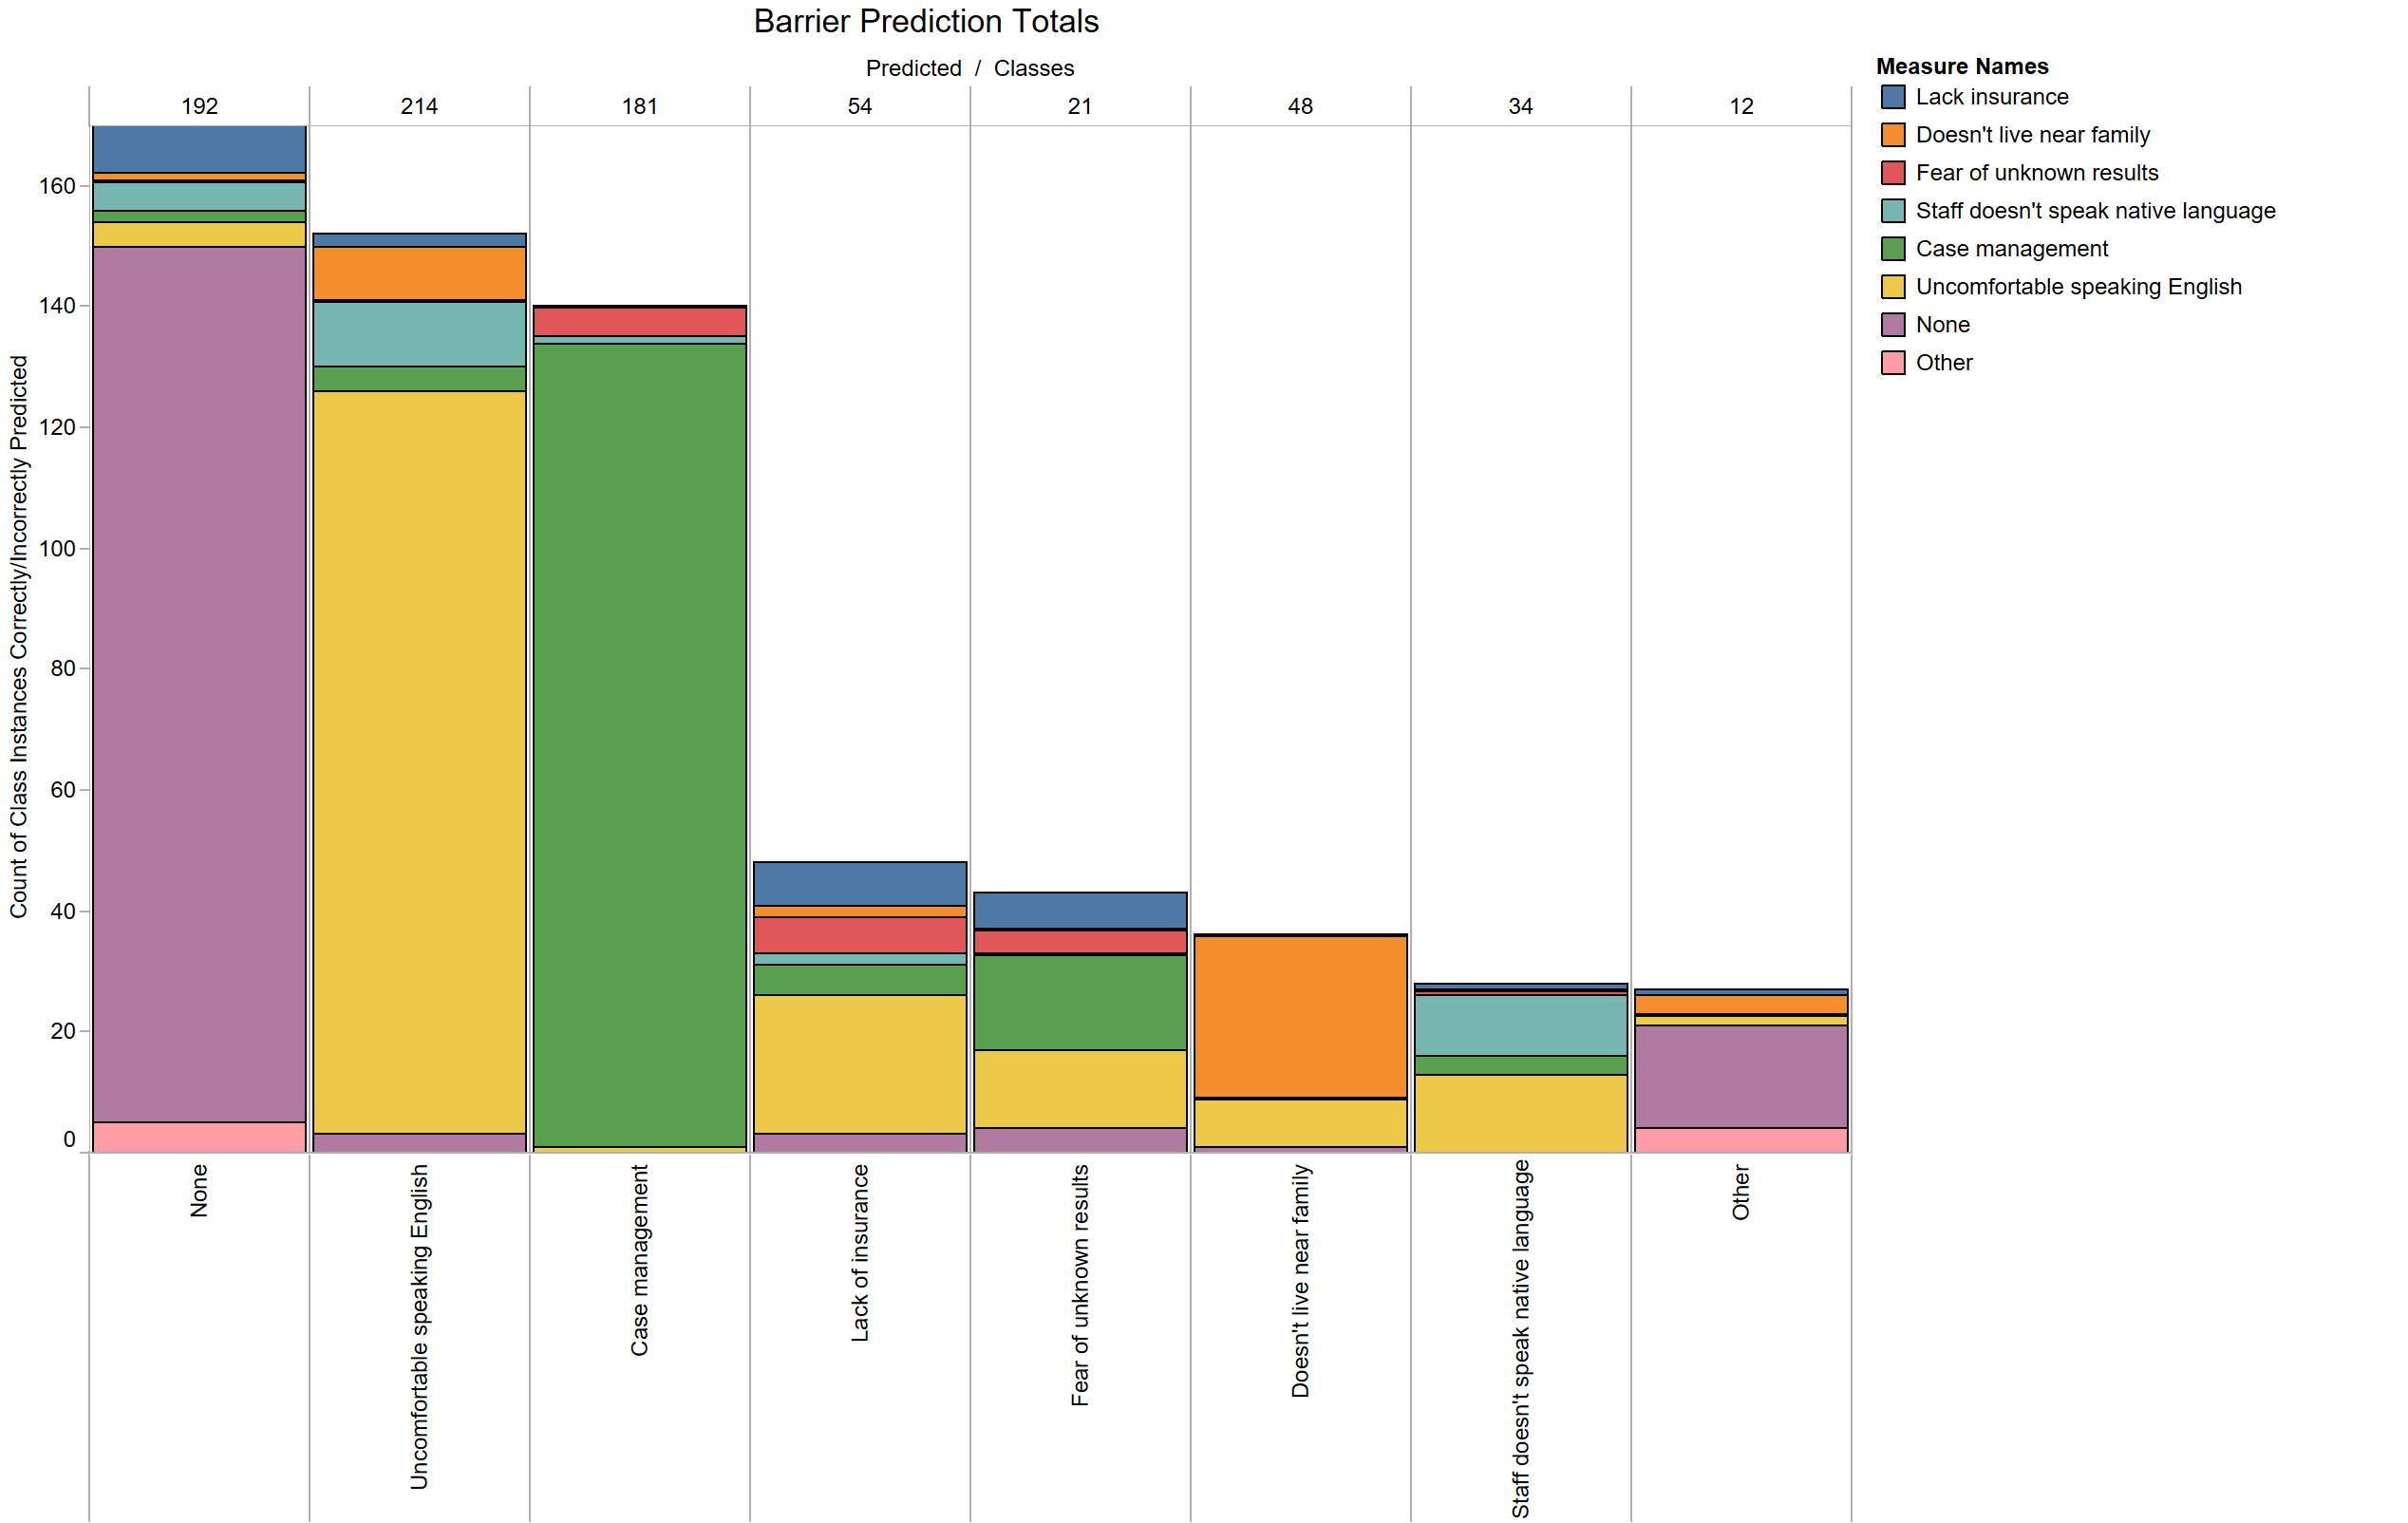 Barrier Prediction Totals
Predicted / Classes
192 214 181 54 21 48 34 12
Measure Names
Lack insurance
Doesn't live near family
Fear of unknown results
Staff doesn't speak native language
Case management
Uncomfortable speaking English
None
Other
Count of Class Instances Correctly/Incorrectly Predicted
160
140
120
100
80
60
40
20
0
None
Uncomfortable speaking English
Case management
Lack of insurance
Fear of unknown results
Doesn't live near family
Staff doesn't speak native language
Other